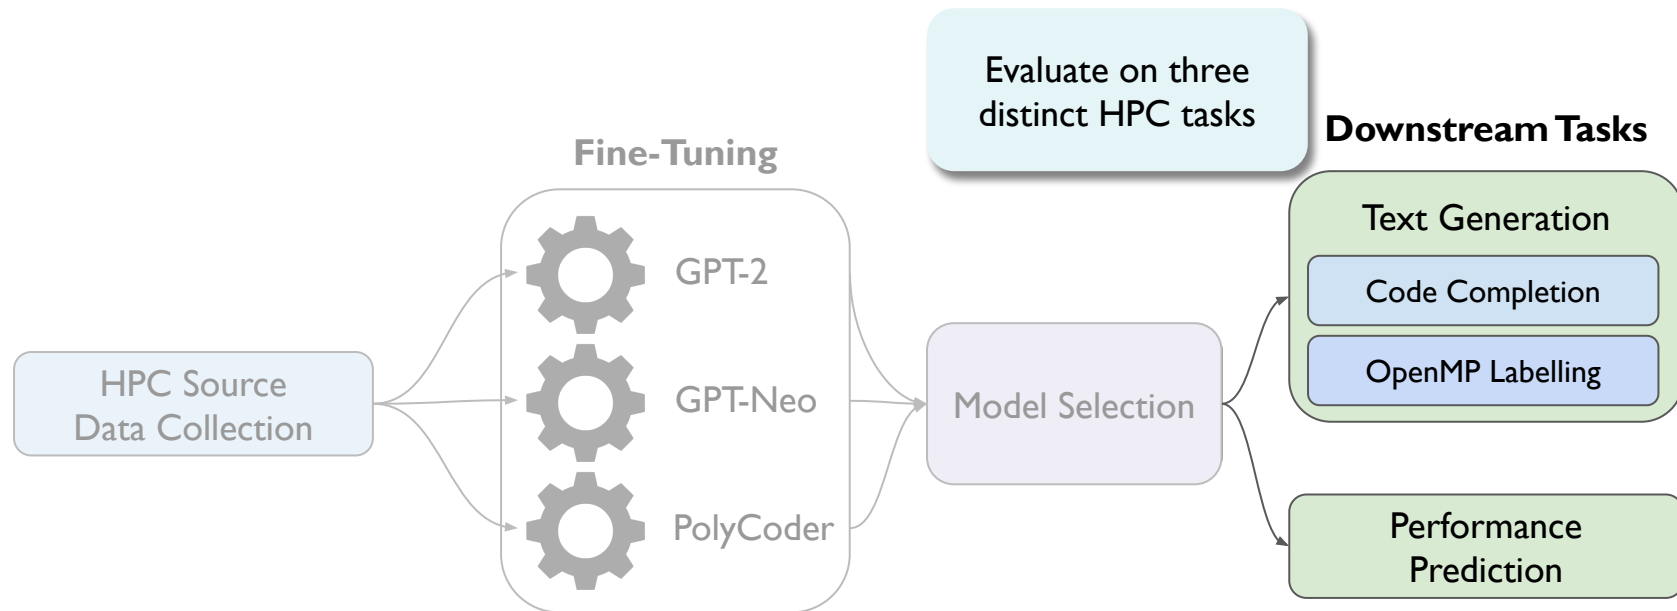 Evaluate on three
distinct HPC tasks
Downstream Tasks
Fine-Tuning
Text Generation
GPT-2
Code Completion
OpenMP Labelling
HPC Source
Data Collection
GPT-Neo
Model Selection
PolyCoder
Performance
Prediction